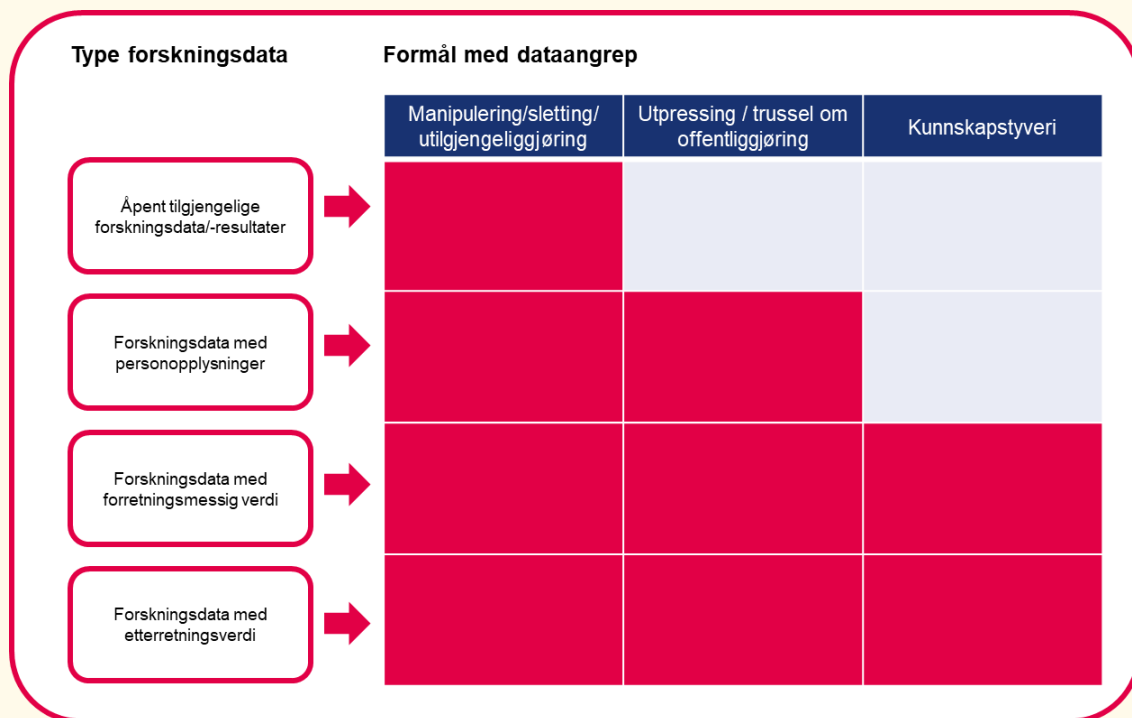 Type forskningsdata
Formål med dataangrep
Manipulering/sletting/
utilgjengeliggjøring
Utpressing / trussel om
offentliggjøring
Kunnskapstyveri
Åpent tilgjengelige
forskningsdata/-resultater
Forskningsdata med
personopplysninger
Forskningsdata med
forretningsmessig verdi
Forskningsdata med
etterretningsverdi